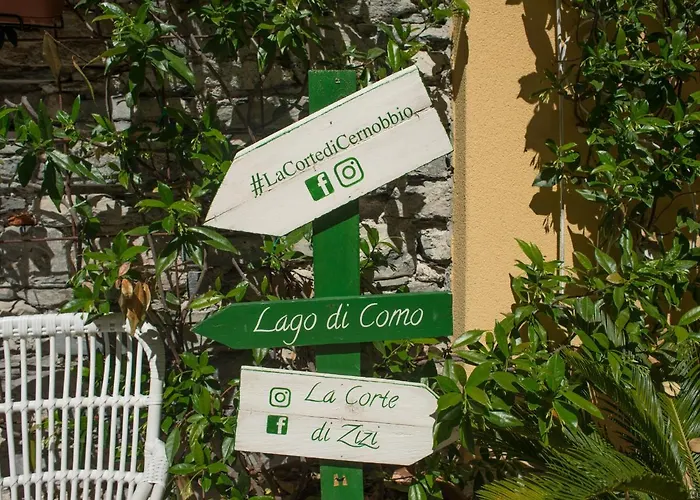 #LaCortediCernobbio
Lago di Como
La Corte
di Zizi